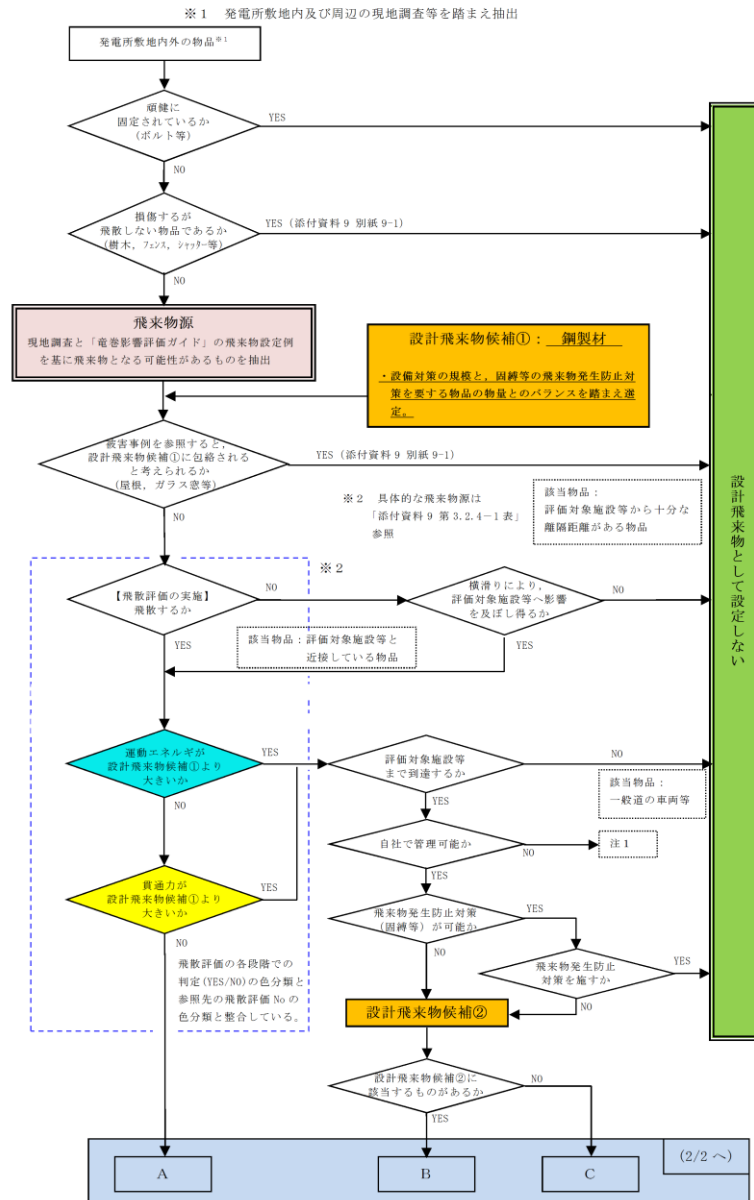 ※1 発電所敷地内及び周辺の現地調査等を踏まえ抽出
発電所敷地内外の物品※1
頑健に
固定されているか
(ボルト等)
YES
NO
損傷するが
飛散しない物品であるか
(樹木，フェンス，シャッター等)
YES (添付資料 9 別紙 9-1)
NO
飛来物源
現地調査と「竜巻影響評価ガイド」の飛来物設定例
を基に飛来物となる可能性があるものを抽出
設計飛来物候補①： 鋼製材
・設備対策の規模と，固縛等の飛来物発生防止対
策を要する物品の物量とのバランスを踏まえ選
定。
被害事例を参照すると，
設計飛来物候補①に包絡される
と考えられるか
(屋根，ガラス窓等)
YES (添付資料 9 別紙 9-1)
NO
※2 具体的な飛来物源は
「添付資料 9 第 3.2.4－1 表」
参照
該当物品：
評価対象施設等から十分な
離隔距離がある物品
設計飛来物として設定しない
※2
【飛散評価の実施】
飛散するか
NO
YES
横滑りにより，
評価対象施設等へ影響
を及ぼし得るか
NO
YES
該当物品：評価対象施設等と
近接している物品
運動エネルギが
設計飛来物候補①より
大きいか
YES
NO
評価対象施設等
まで到達するか
NO
YES
該当物品：
一般道の車両等
自社で管理可能か
NO
注1
YES
貫通力が
設計飛来物候補①より
大きいか
YES
NO
飛来物発生防止対策
(固縛等) が可能か
YES
NO
飛来物発生防止
対策を施すか
YES
NO
飛散評価の各段階での
判定(YES/NO)の色分類と
参照先の飛散評価 No の
色分類と整合している。
設計飛来物候補②
設計飛来物候補②に
該当するものがあるか
NO
YES
(2/2 へ)
A
B
C